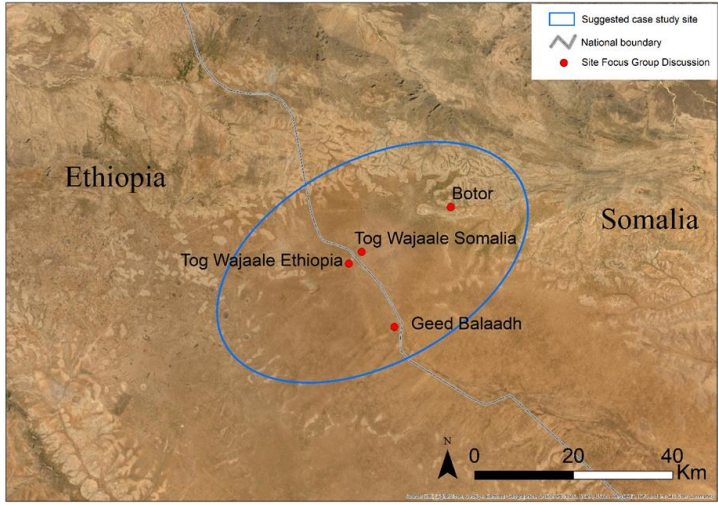 Suggested case study site
National boundary
Site Focus Group Discussion
Ethiopia
Somalia
Botor
Tog Wajaale Somalia
Tog Wajaale Ethiopia
Geed Balaadh
N
0 20 40
Km